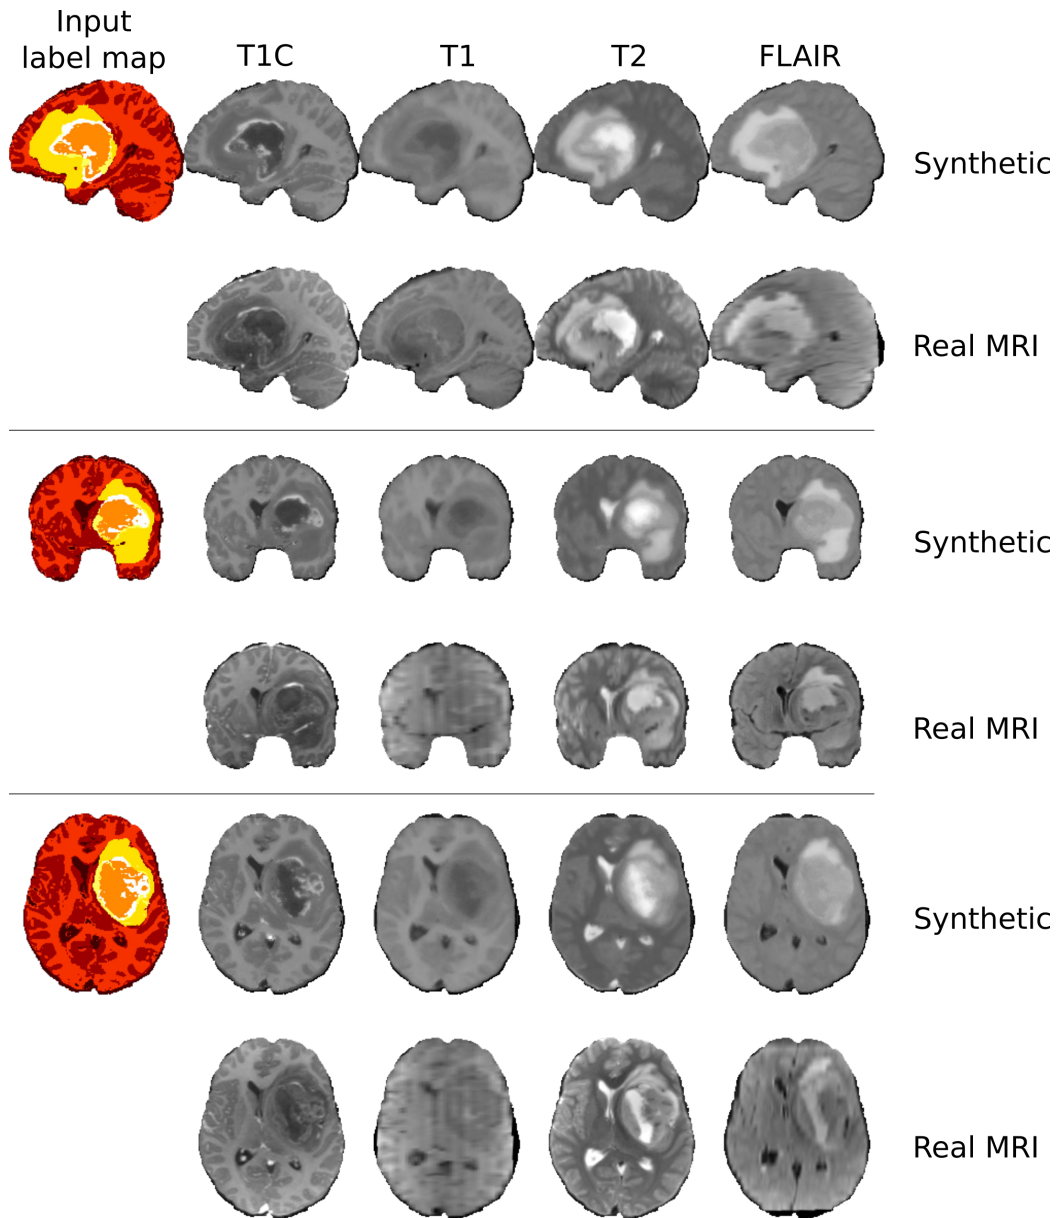 Input
label map
T1C
T1
T2
FLAIR
Synthetic
Real MRI
Synthetic
Real MRI
Synthetic
Real MRI